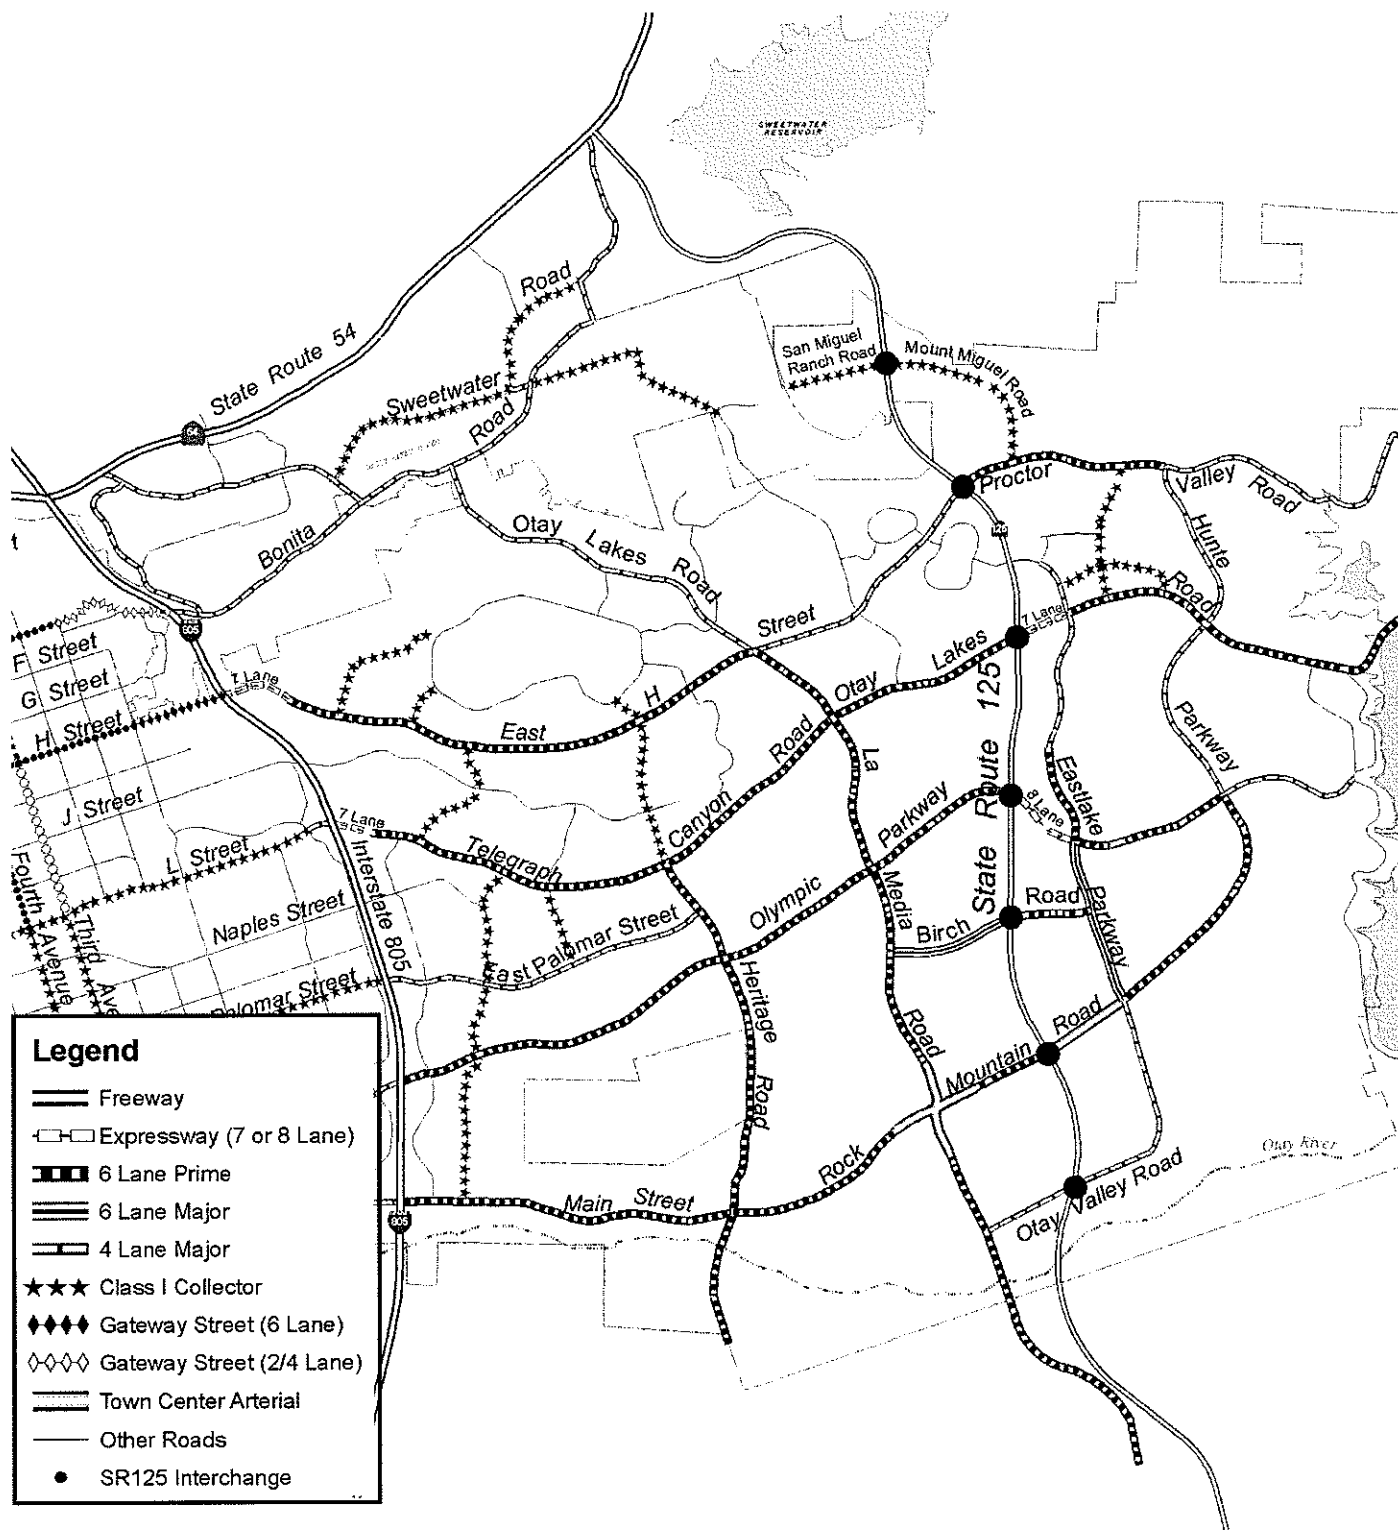 SWEETWATER
RESERVOIR
Road
State Route 54
54
Sweetwater
Road
San Miguel
Ranch Road
Mount Miguel Road
Proctor
Valley
Road
Hunte
t
Bonita
Otay
Lakes
Road
125
Road
805
F Street
G Street
H Street
7 Lane
Street
Lakes
7 Lane
H
Otay
East
Road
La
State Route 125
Parkway
J Street
Eastlake
7 Lane
Canyon
Parkway
8 Lane
L Street
Telegraph
Interstate 805
Olympic
Media
Road
Parkway
Fourth Avenue
Third Ave
Naples Street
East Palomar Street
Birch
Palomar Street
Heritage
Road
Road
Mountain
Road
Rock
Main Street
805
Otay Valley Road
Otay River
Legend
Freeway
Expressway (7 or 8 Lane)
6 Lane Prime
6 Lane Major
4 Lane Major
Class I Collector
Gateway Street (6 Lane)
Gateway Street (2/4 Lane)
Town Center Arterial
Other Roads
SR125 Interchange